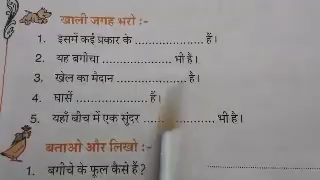 खाली जगह भरो :-
1. इसमें कई प्रकार के .................... हैं।
2. यह बगीचा .................... भी है।
3. खेल का मैदान .................... है।
4. घासें .............. हैं।
5. यहाँ बीच में एक सुंदर .................... भी है।
बताओ और लिखो :-
1. बगीचे के फूल कैसे हैं? ..............................